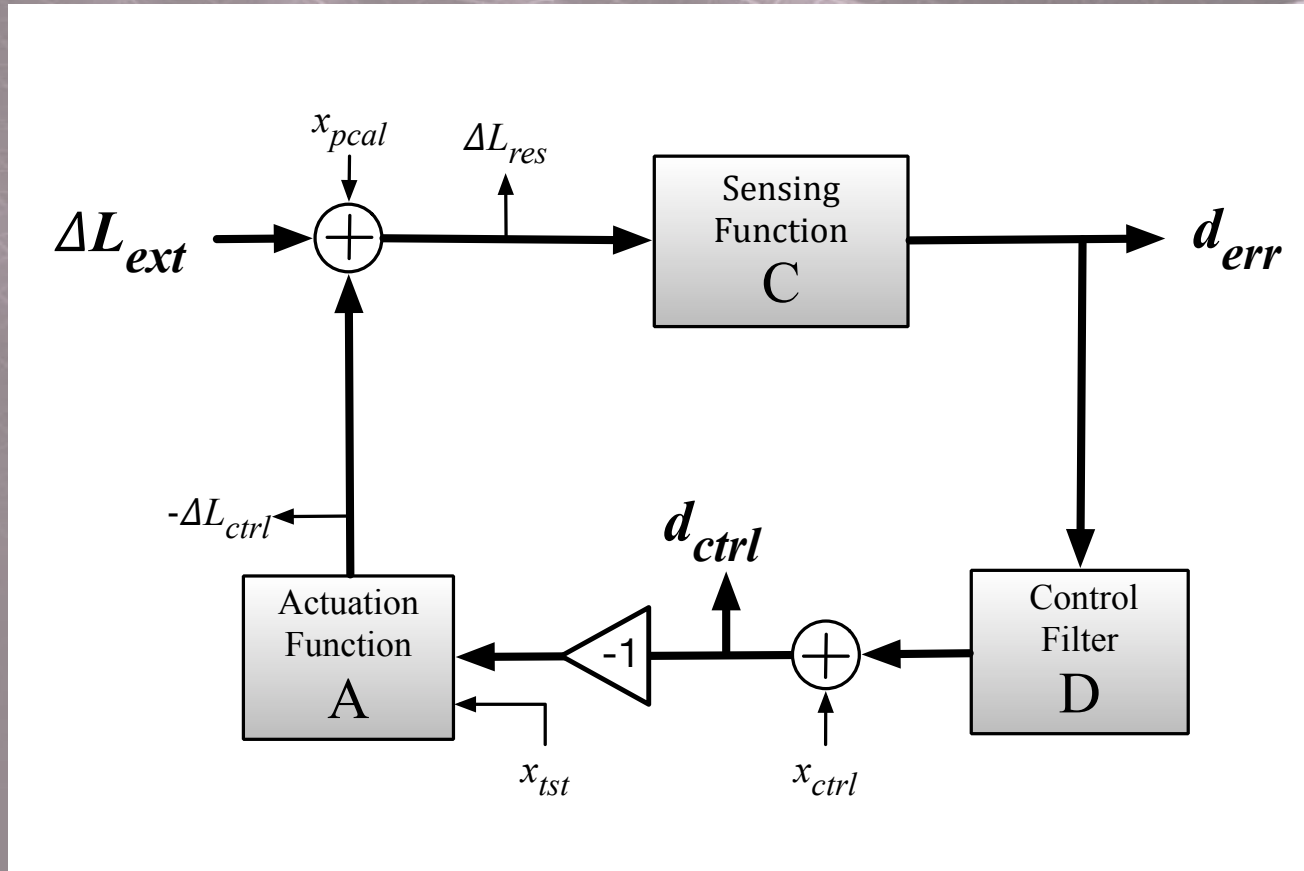 x_pcal
ΔL_res
ΔL_ext
Sensing
Function
C
d_err
-ΔL_ctrl
d_ctrl
Actuation
Function
A
-1
Control
Filter
D
x_tst
x_ctrl